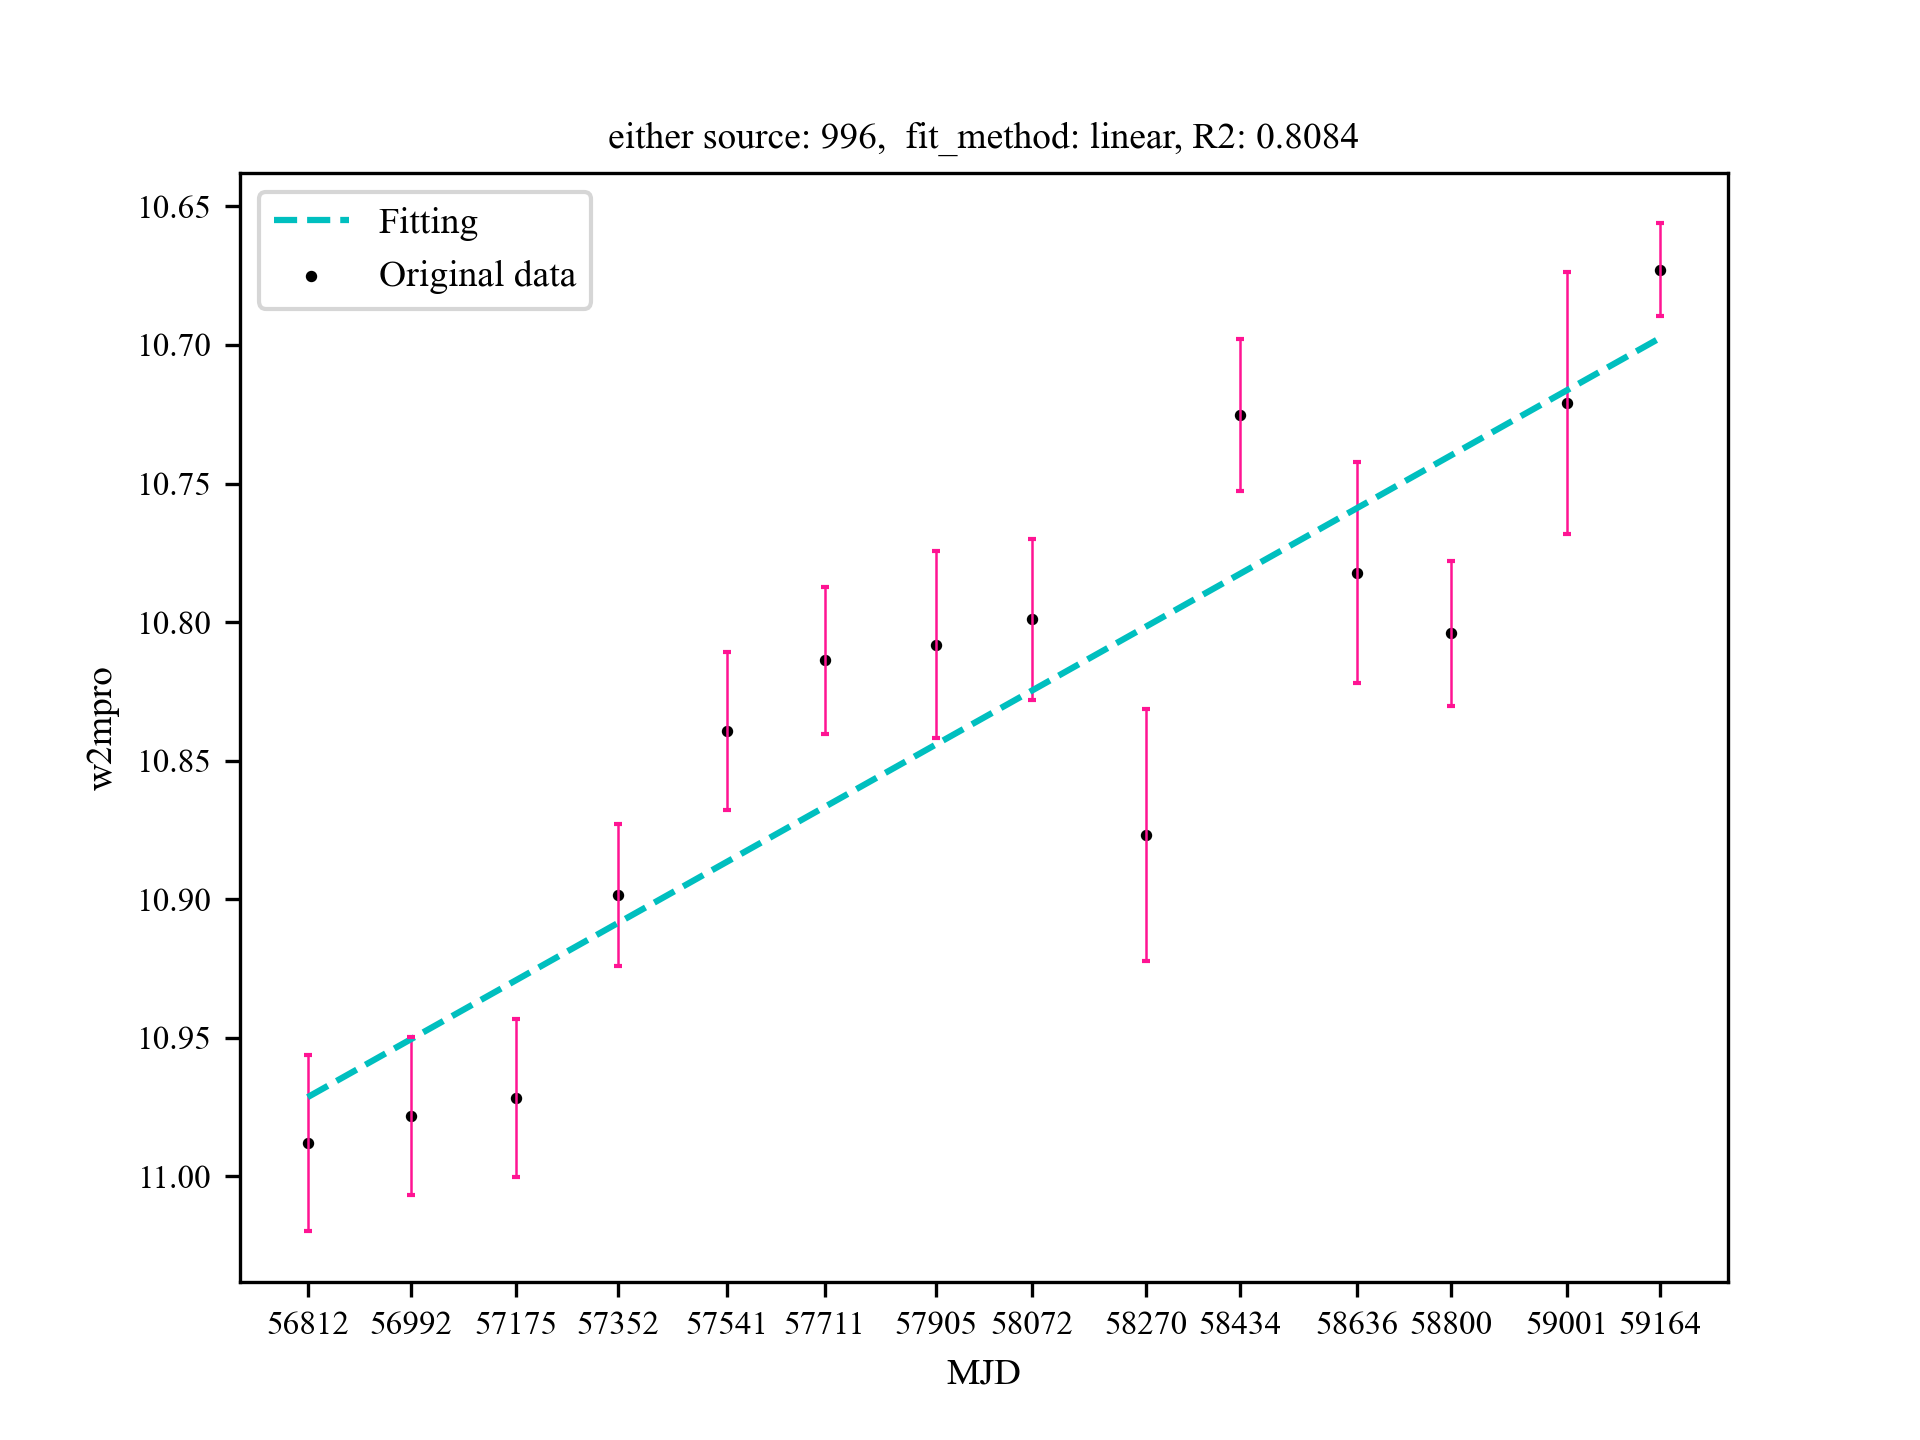 either source: 996,  fit_method: linear, R2: 0.8084
Fitting
Original data
10.65
10.70
10.75
10.80
10.85
10.90
10.95
11.00
w2mpro
56812 56992 57175 57352 57541 57711 57905 58072 58270 58434 58636 58800 59001 59164
MJD